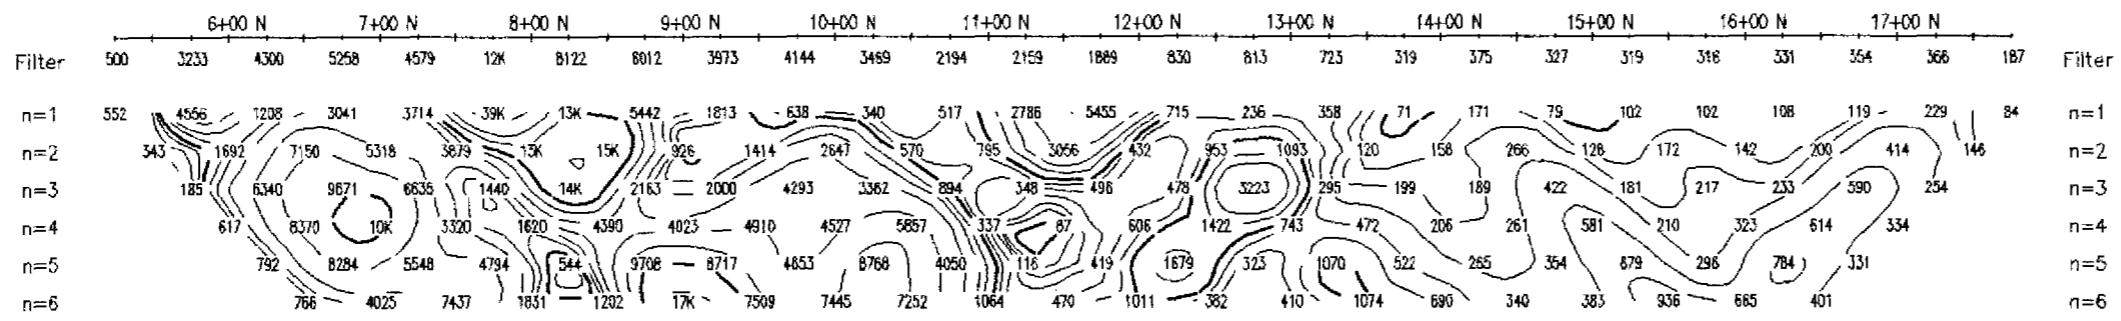 6+00 N 7+00 N 8+00 N 9+00 N 10+00 N 11+00 N 12+00 N 13+00 N 14+00 N 15+00 N 16+00 N 17+00 N
Filter 500 3233 4300 5258 4579 12K 8122 6012 3973 4144 3469 2194 2159 1889 830 813 723 319 375 327 319 316 331 354 366 187 Filter
n=1 552 4556 1208 3041 3714 39K 13K 5442 1813 638 340 517 2786 5455 715 236 358 71 171 79 102 102 108 119 229 84 n=1
n=2 343 1692 7150 5318 3879 13K 15K 926 1414 2647 570 795 3056 432 953 1093 120 158 266 128 172 142 200 414 146 n=2
n=3 185 6340 9671 6635 1440 14K 2163 2000 4293 3362 894 348 496 478 3223 295 199 189 422 181 217 233 590 254 n=3
n=4 617 8370 10K 3320 1620 4390 4023 4910 4527 5857 337 87 606 1422 743 472 206 261 581 210 323 614 334 n=4
n=5 792 8284 5548 4794 544 9706 8717 4853 8768 4050 116 419 1679 323 1070 522 265 354 879 296 784 331 n=5
n=6 766 4025 7437 1831 1202 17K 7509 7445 7252 1064 470 1011 382 410 1074 690 340 383 936 665 401 n=6